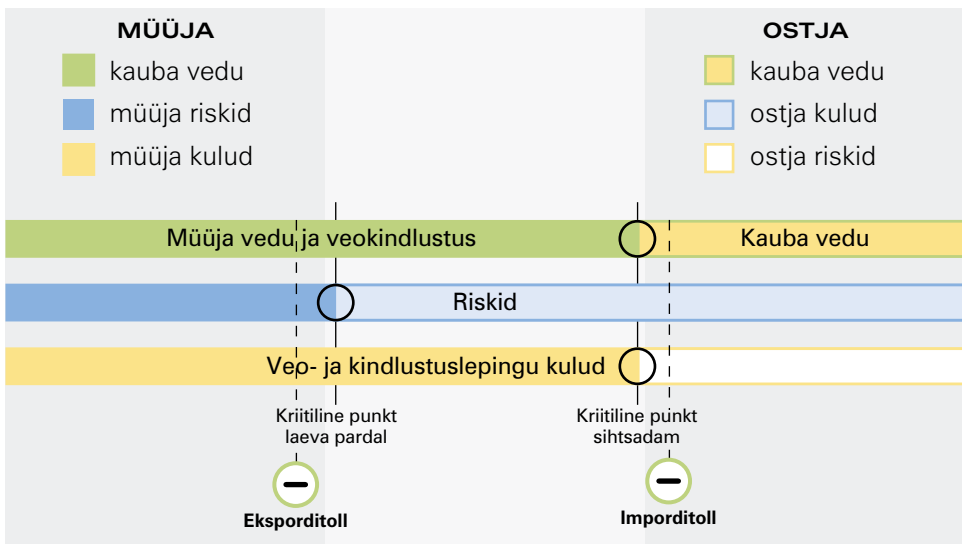 MÜÜJA
kauba vedu
müüja riskid
müüja kulud
OSTJA
kauba vedu
ostja kulud
ostja riskid
Müüja vedu ja veokindlustus
Kauba vedu
Riskid
Veo- ja kindlustuslepingu kulud
Kriitiline punkt
laeva pardal
Kriitiline punkt
sihtsadam
Eksporditoll
Imporditoll